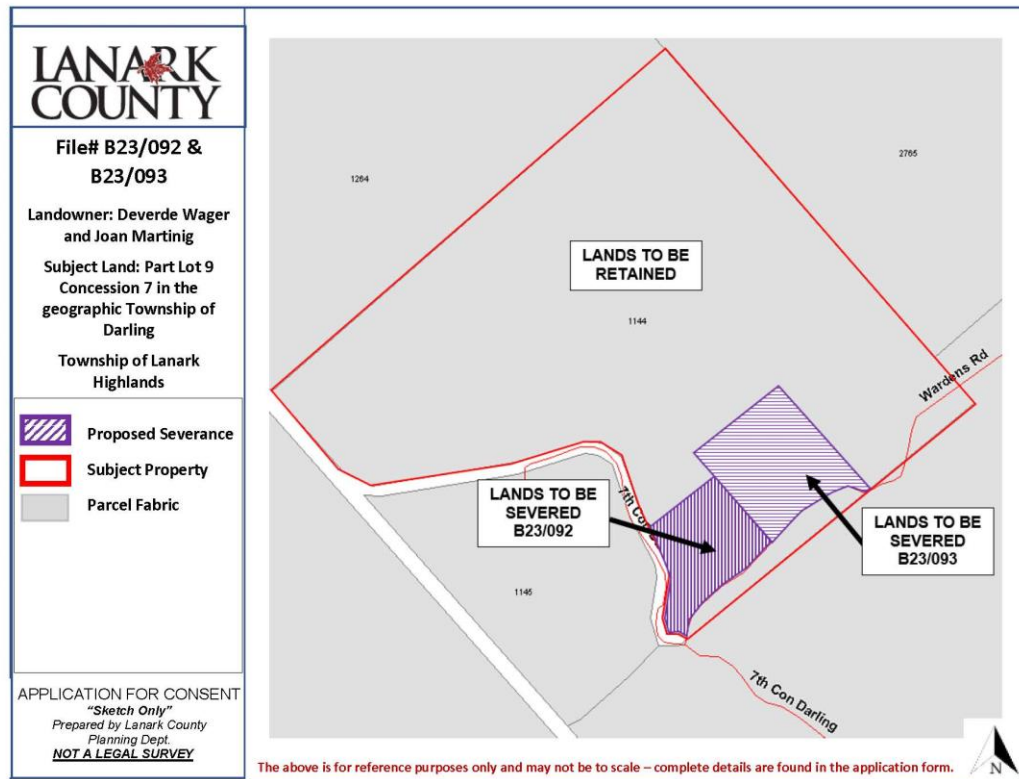 LANARK
COUNTY
File# B23/092 &
B23/093
Landowner: Deverde Wager
and Joan Martinig
Subject Land: Part Lot 9
Concession 7 in the
geographic Township of
Darling
Township of Lanark
Highlands
Proposed Severance
Subject Property
Parcel Fabric
APPLICATION FOR CONSENT
"Sketch Only"
Prepared by Lanark County
Planning Dept.
NOT A LEGAL SURVEY
1264
2765
LANDS TO BE
RETAINED
1144
Wardens Rd
7th Con
LANDS TO BE
SEVERED
B23/092
LANDS TO BE
SEVERED
B23/093
1146
7th Con Darling
N
The above is for reference purposes only and may not be to scale – complete details are found in the application form.